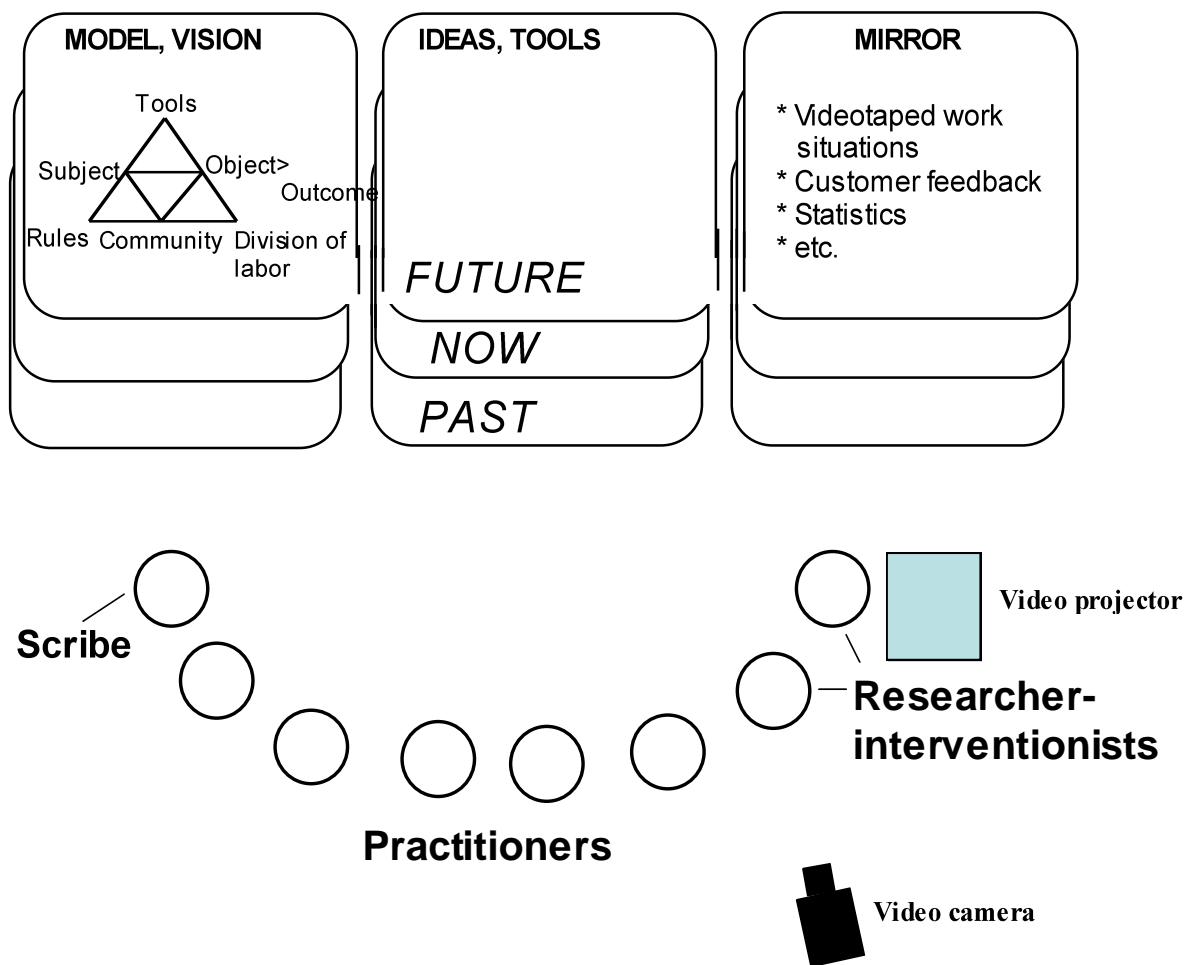 MODEL, VISION
Tools
Subject
Object>
Outcome
Rules
Community
Division of
labor
IDEAS, TOOLS
FUTURE
NOW
PAST
MIRROR
* Videotaped work
situations
* Customer feedback
* Statistics
* etc.
Scribe
Practitioners
Video projector
Researcher-
interventionists
Video camera